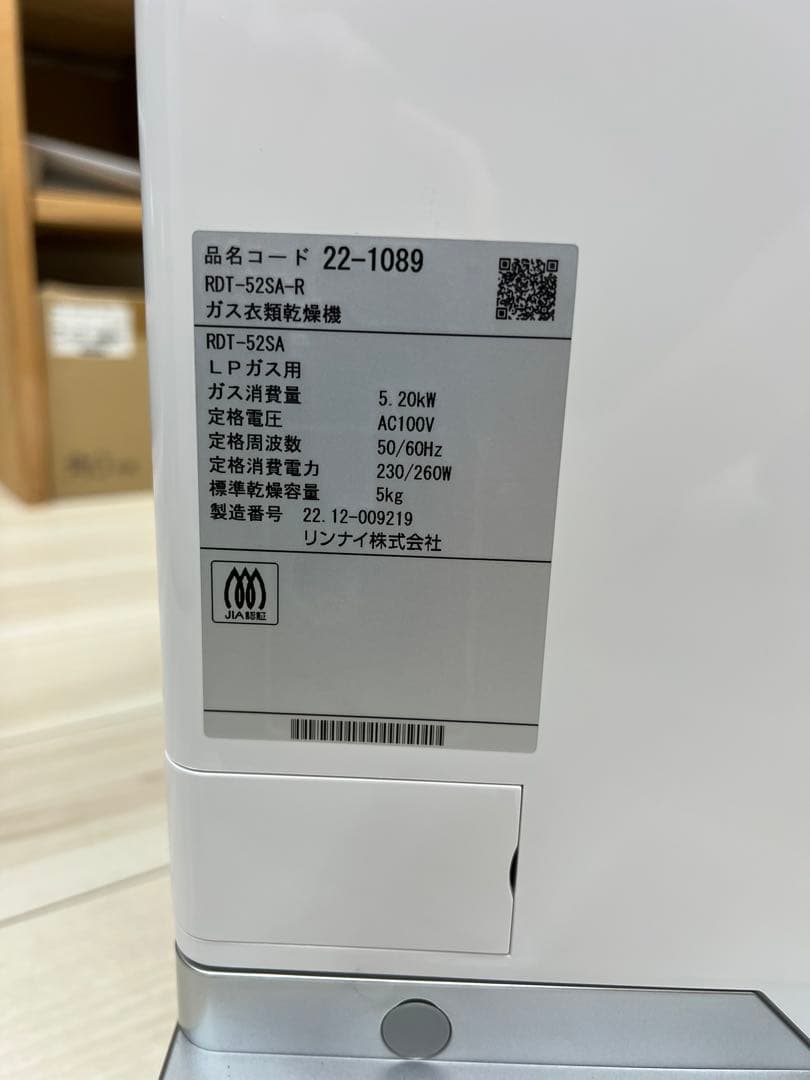 品名コード 22-1089
RDT-52SA-R
ガス衣類乾燥機
RDT-52SA
LPガス用
ガス消費量 5.20kW
定格電圧 AC100V
定格周波数 50/60Hz
定格消費電力 230/260W
標準乾燥容量 5kg
製造番号 22.12-009219
リンナイ株式会社
JIA認証